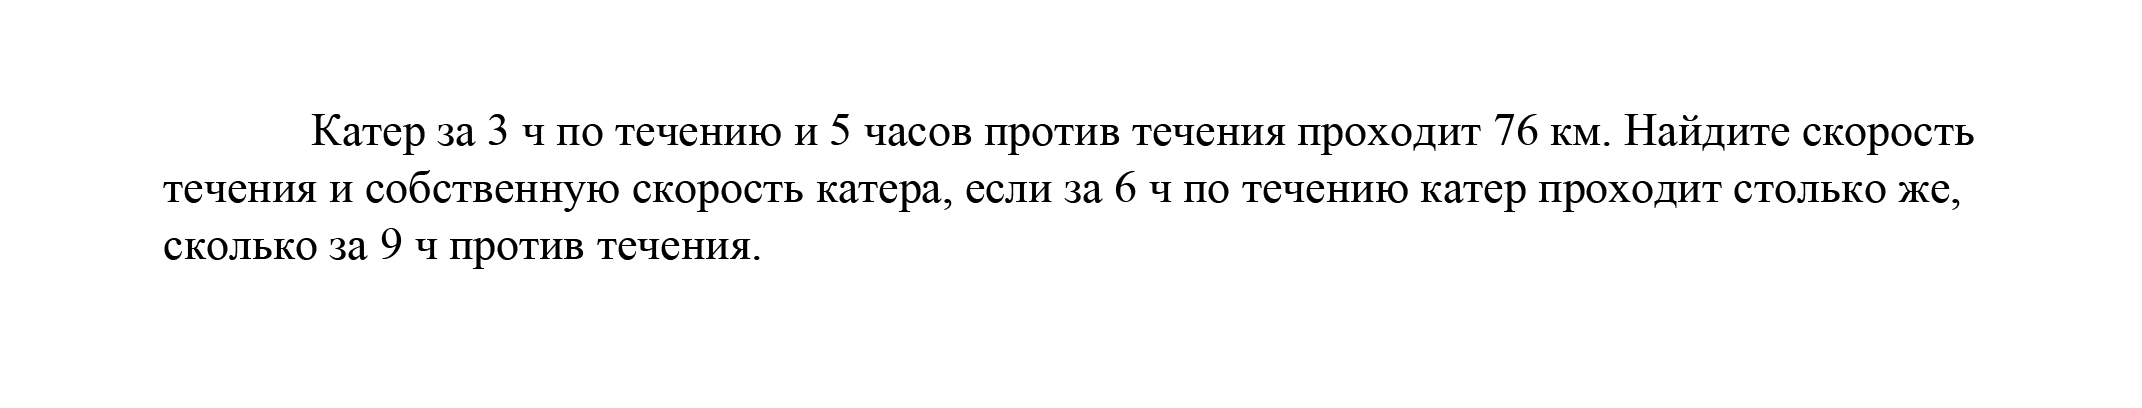 Катер за 3 ч по течению и 5 часов против течения проходит 76 км. Найдите скорость
течения и собственную скорость катера, если за 6 ч по течению катер проходит столько же,
сколько за 9 ч против течения.